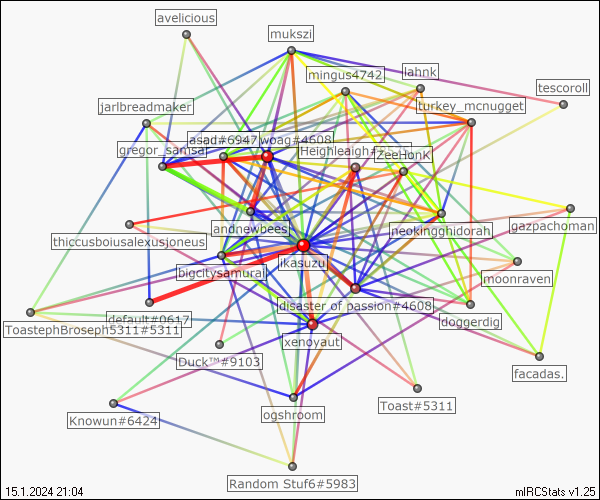 avelicious
mukszi
mingus4742
lahnk
tescoroll
jarlbreadmaker
turkey_mcnugget
asad#6947
woag#4608
gregor_samsa
Heighleaigh#
ZeeHonK
andnewbees
neokingghidorah
gazpachoman
thiccusboiusalexusjoneus
likasuzu
bigcitysamurai
moonraven
default#0617
disaster of passion#4608
doggerdig
ToastephBroseph5311#5311
xenoyaut
Duck™#9103
facadas.
Knowun#6424
ogshroom
Toast#5311
Random Stuf6#5983
15.1.2024 21:04
mIRCStats v1.25